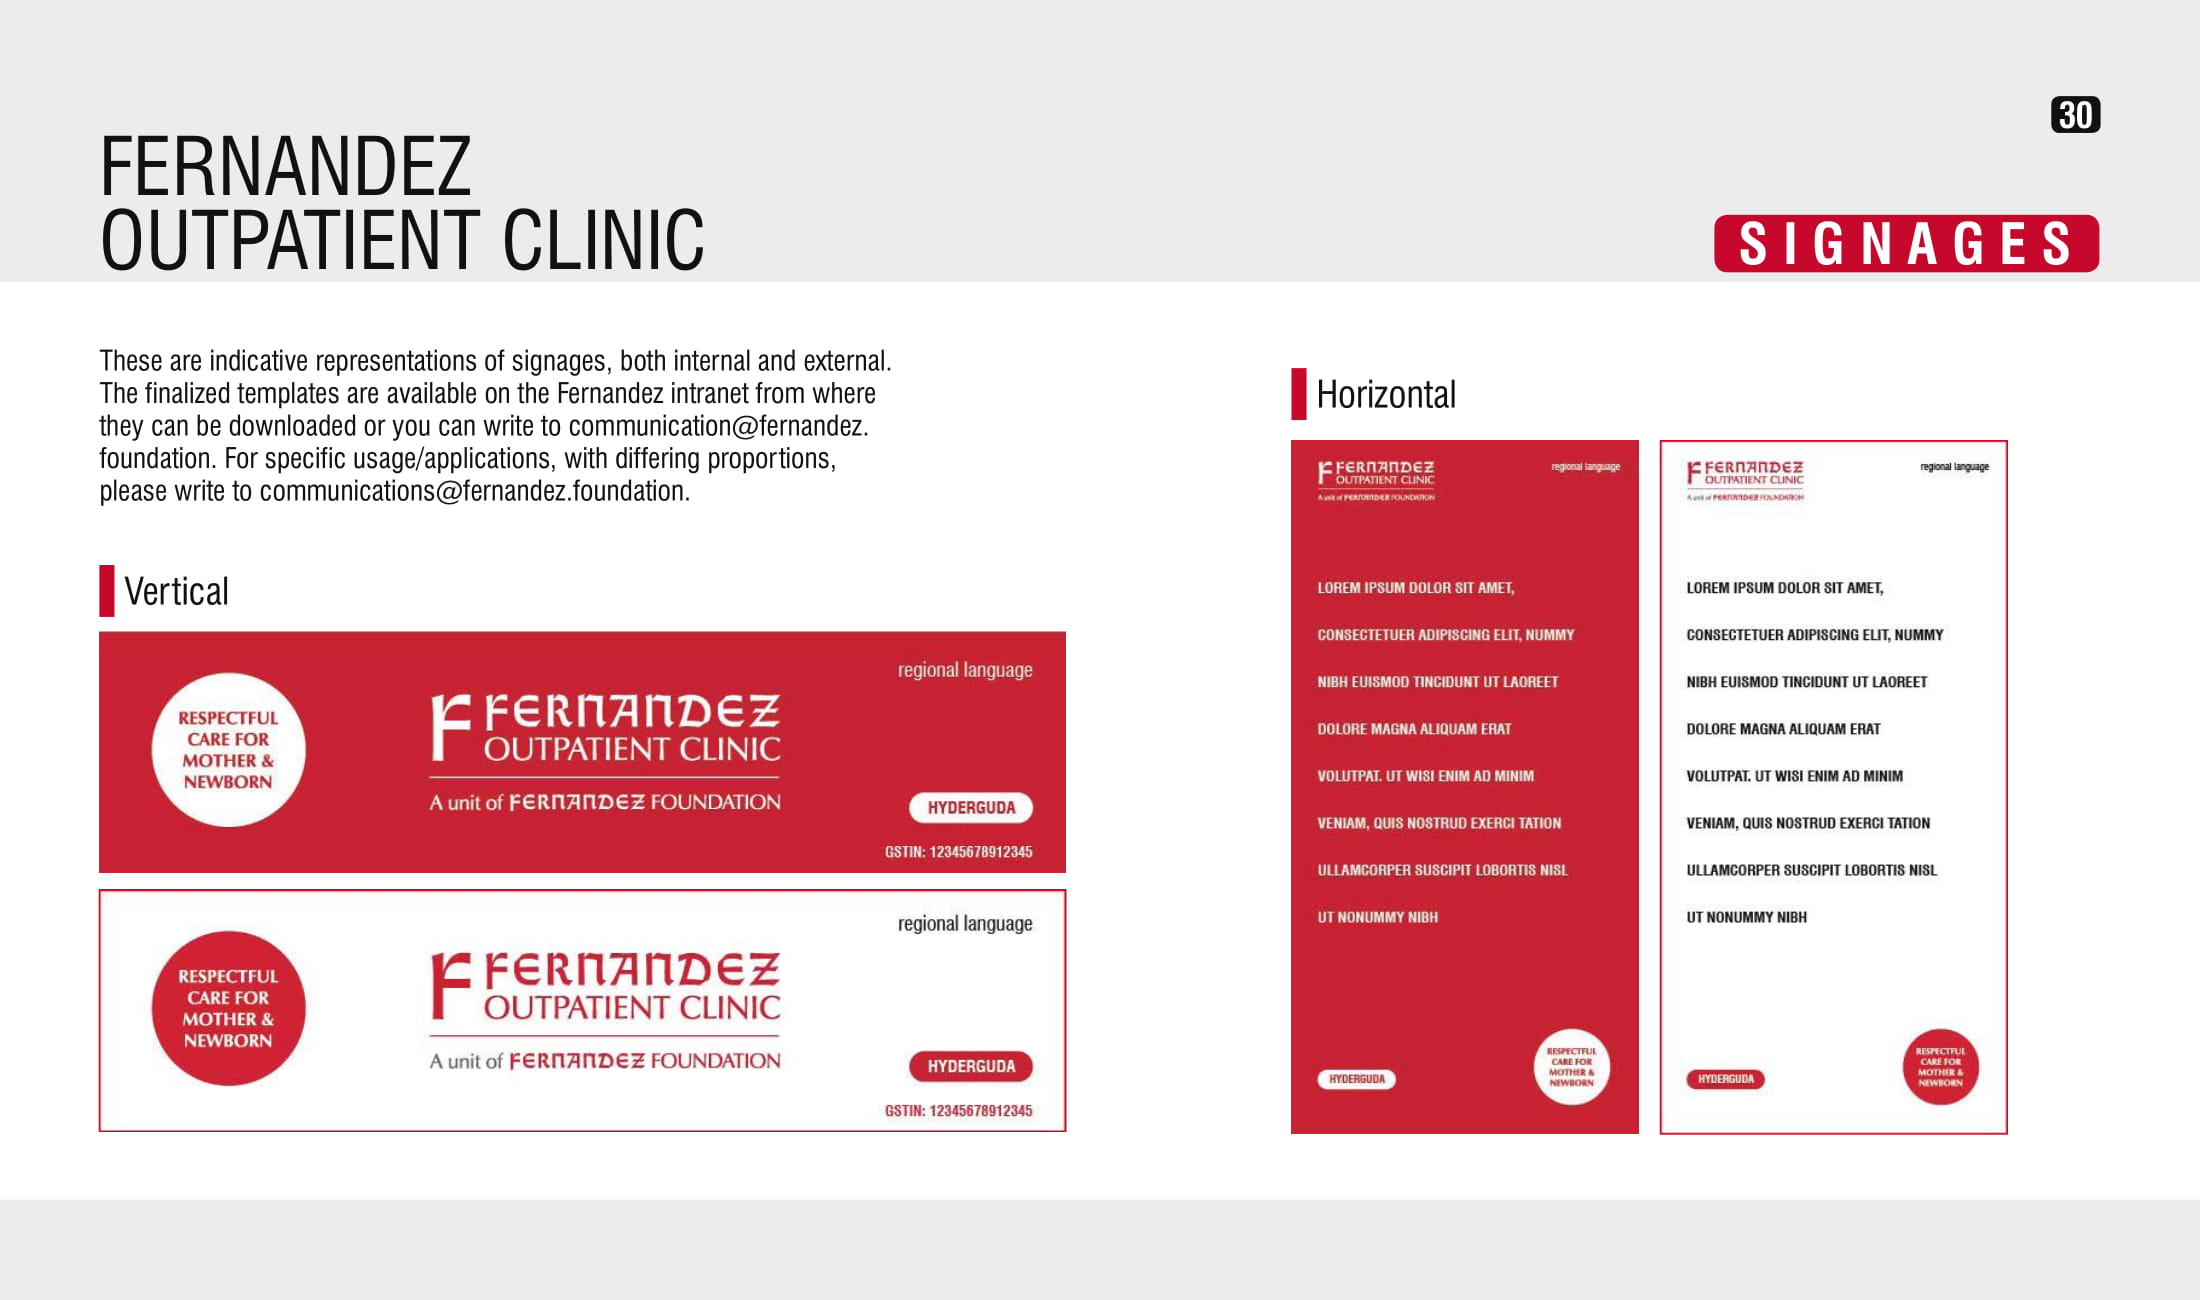 30
FERNANDEZ
OUTPATIENT CLINIC
SIGNAGES
These are indicative representations of signages, both internal and external.
The finalized templates are available on the Fernandez intranet from where
they can be downloaded or you can write to communication@fernandez.
foundation. For specific usage/applications, with differing proportions,
please write to communications@fernandez.foundation.
Vertical
RESPECTFUL
CARE FOR
MOTHER &
NEWBORN
F FERNANDEZ
OUTPATIENT CLINIC
A unit of FERNANDEZ FOUNDATION
regional language
HYDERGUDA
GSTIN: 12345678912345
RESPECTFUL
CARE FOR
MOTHER &
NEWBORN
F FERNANDEZ
OUTPATIENT CLINIC
A unit of FERNANDEZ FOUNDATION
regional language
HYDERGUDA
GSTIN: 12345678912345
Horizontal
F FERNANDEZ
OUTPATIENT CLINIC
A unit of FERNANDEZ FOUNDATION
regional language
LOREM IPSUM DOLOR SIT AMET,
CONSECTETUER ADIPISCING ELIT, NUMMY
NIBH EUISMOD TINCIDUNT UT LAOREET
DOLORE MAGNA ALIQUAM ERAT
VOLUTPAT. UT WISI ENIM AD MINIM
VENIAM, QUIS NOSTRUD EXERCI TATION
ULLAMCORPER SUSCIPIT LOBORTIS NISL
UT NONUMMY NIBH
HYDERGUDA
RESPECTFUL
CARE FOR
MOTHER &
NEWBORN
F FERNANDEZ
OUTPATIENT CLINIC
A unit of FERNANDEZ FOUNDATION
regional language
LOREM IPSUM DOLOR SIT AMET,
CONSECTETUER ADIPISCING ELIT, NUMMY
NIBH EUISMOD TINCIDUNT UT LAOREET
DOLORE MAGNA ALIQUAM ERAT
VOLUTPAT. UT WISI ENIM AD MINIM
VENIAM, QUIS NOSTRUD EXERCI TATION
ULLAMCORPER SUSCIPIT LOBORTIS NISL
UT NONUMMY NIBH
HYDERGUDA
RESPECTFUL
CARE FOR
MOTHER &
NEWBORN